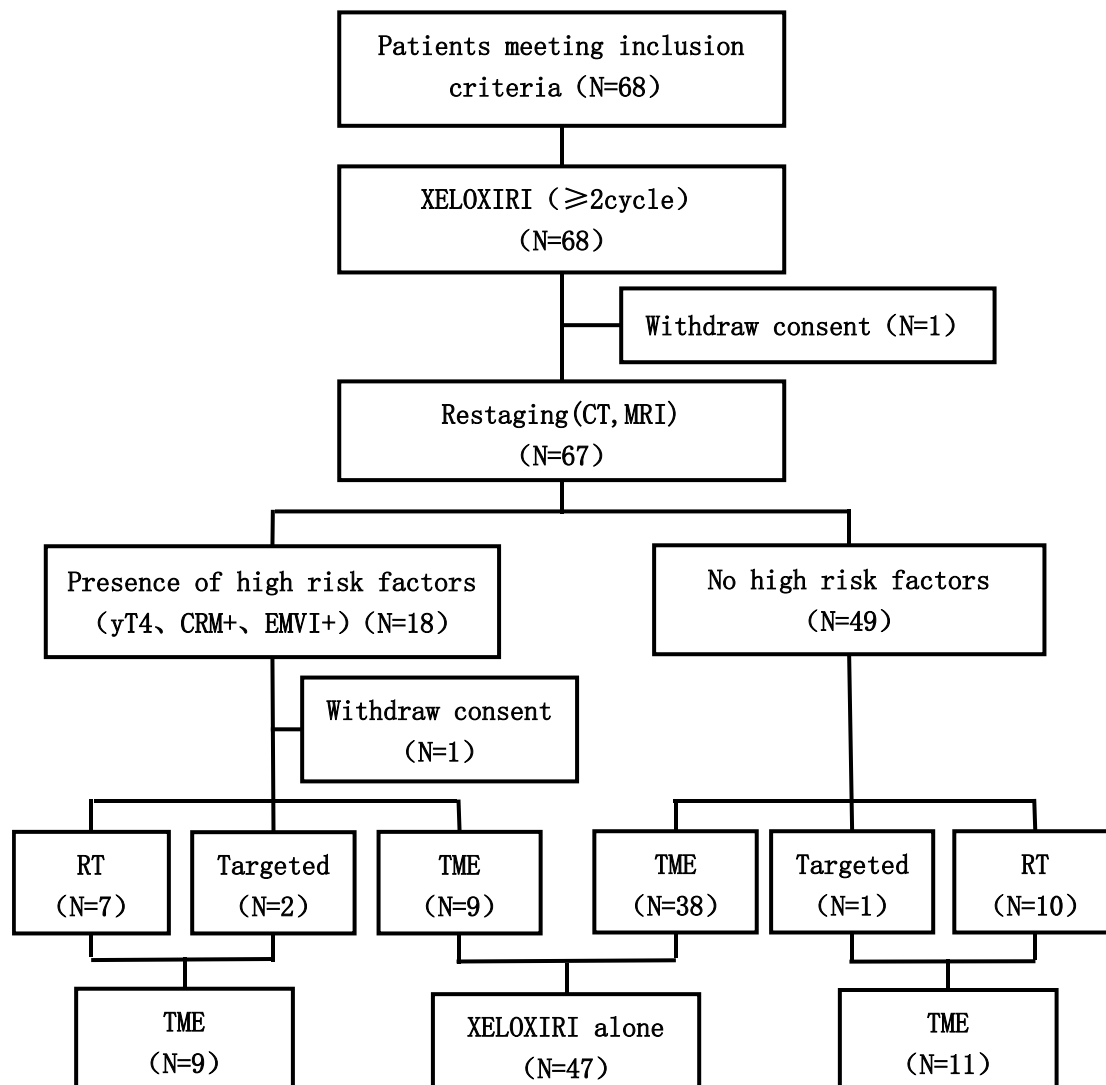 Patients meeting inclusion
criteria（N=68）
XELOXIRI（≥2cycle）
（N=68）
Withdraw consent（N=1）
Restaging(CT,MRI)
（N=67）
Presence of high risk factors
（yT4、CRM+、EMVI+）（N=18）
No high risk factors
（N=49）
Withdraw consent
（N=1）
RT
（N=7）
Targeted
（N=2）
TME
（N=9）
TME
（N=38）
Targeted
（N=1）
RT
（N=10）
TME
（N=9）
XELOXIRI alone
（N=47）
TME
（N=11）